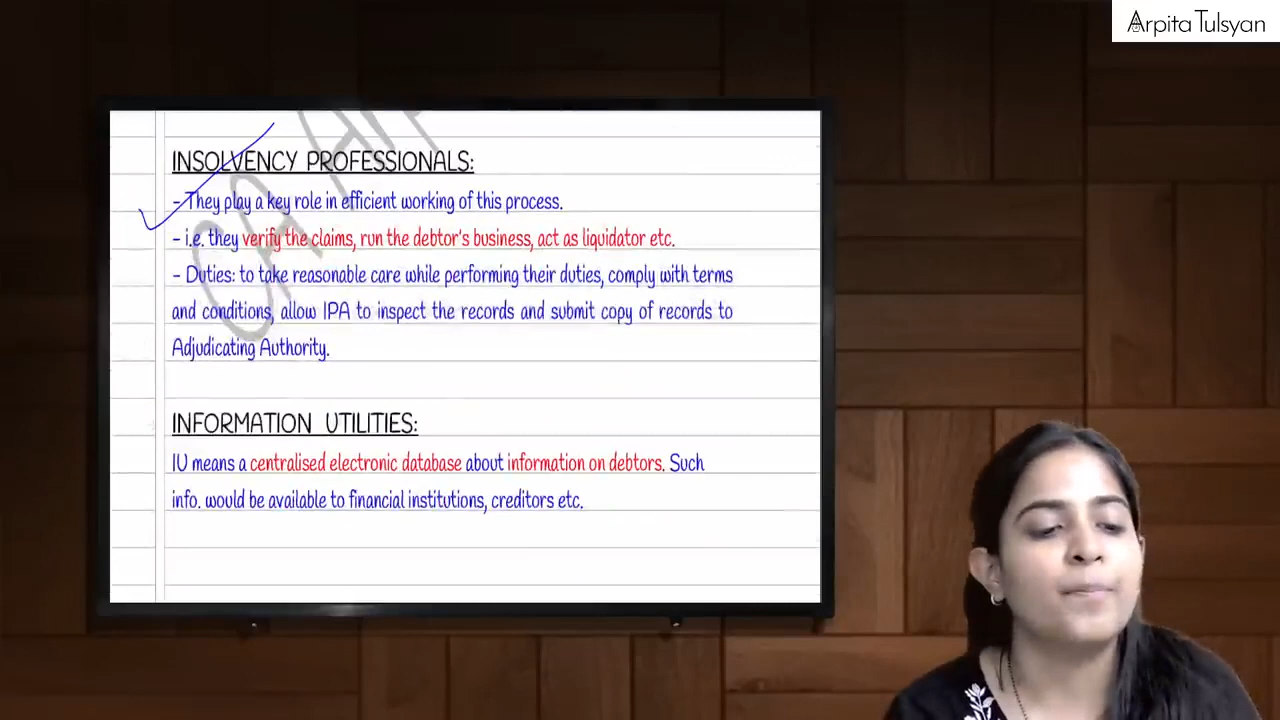 Arpita Tulsyan
INSOLVENCY PROFESSIONALS:
- They play a key role in efficient working of this process.
- i.e. they verify the claims, run the debtor's business, act as liquidator etc.
- Duties: to take reasonable care while performing their duties, comply with terms
and conditions, allow IPA to inspect the records and submit copy of records to
Adjudicating Authority.
INFORMATION UTILITIES:
IU means a centralised electronic database about information on debtors. Such
info. would be available to financial institutions, creditors etc.